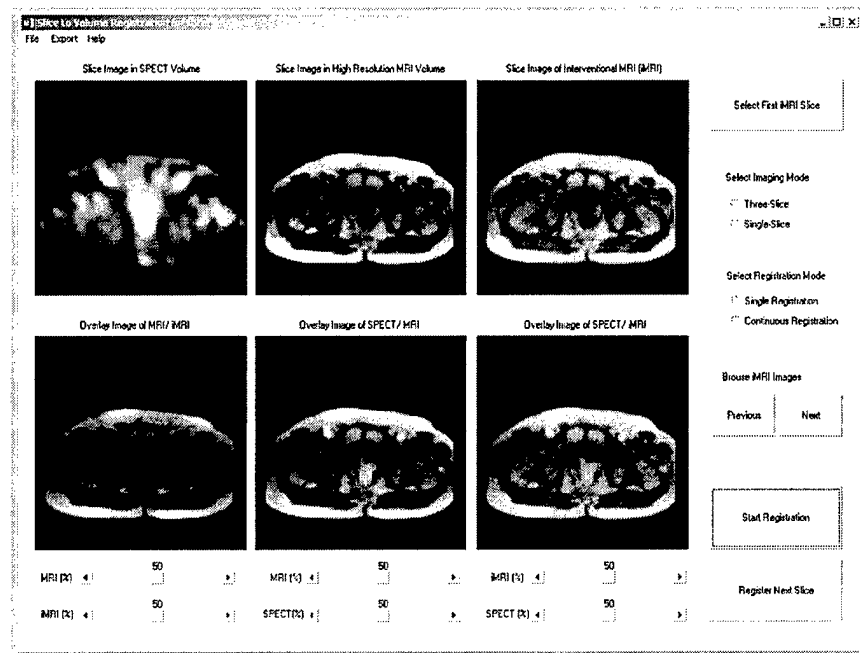 Slice to Volume Registration
File Export Help
Slice Image in SPECT Volume
Slice Image in High Resolution MRI Volume
Slice Image of Interventional MRI (iMRI)
Select First iMRI Slice
Select Imaging Mode
Three-Slice
Single-Slice
Select Registration Mode
Single Registration
Continuous Registration
Overlay Image of MRI/ iMRI
Overlay Image of SPECT/ MRI
Overlay Image of SPECT/ iMRI
Browse iMRI Images
Previous Next
Start Registration
Register Next Slice
MRI (%) 50
iMRI (%) 50
MRI (%) 50
SPECT(%) 50
iMRI (%) 50
SPECT (%) 50